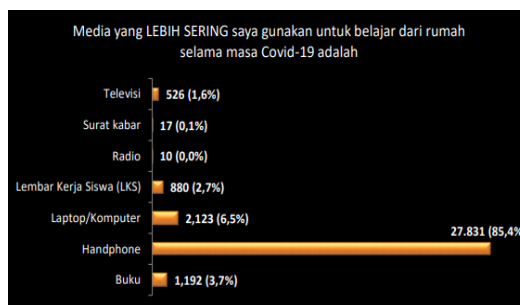 Media yang LEBIH SERING saya gunakan untuk belajar dari rumah
selama masa Covid-19 adalah
Televisi 526 (1,6%)
Surat kabar 17 (0,1%)
Radio 10 (0,0%)
Lembar Kerja Siswa (LKS) 880 (2,7%)
Laptop/Komputer 2,123 (6,5%)
Handphone 27.831 (85,4%
Buku 1,192 (3,7%)